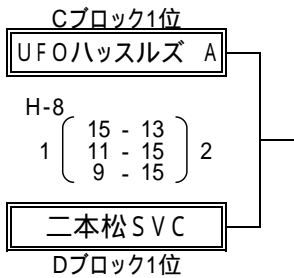 Cブロック1位
UFOハッスルズ A
H-8
15 - 13
1 11 - 15 2
9 - 15
二本松SVC
Dブロック1位